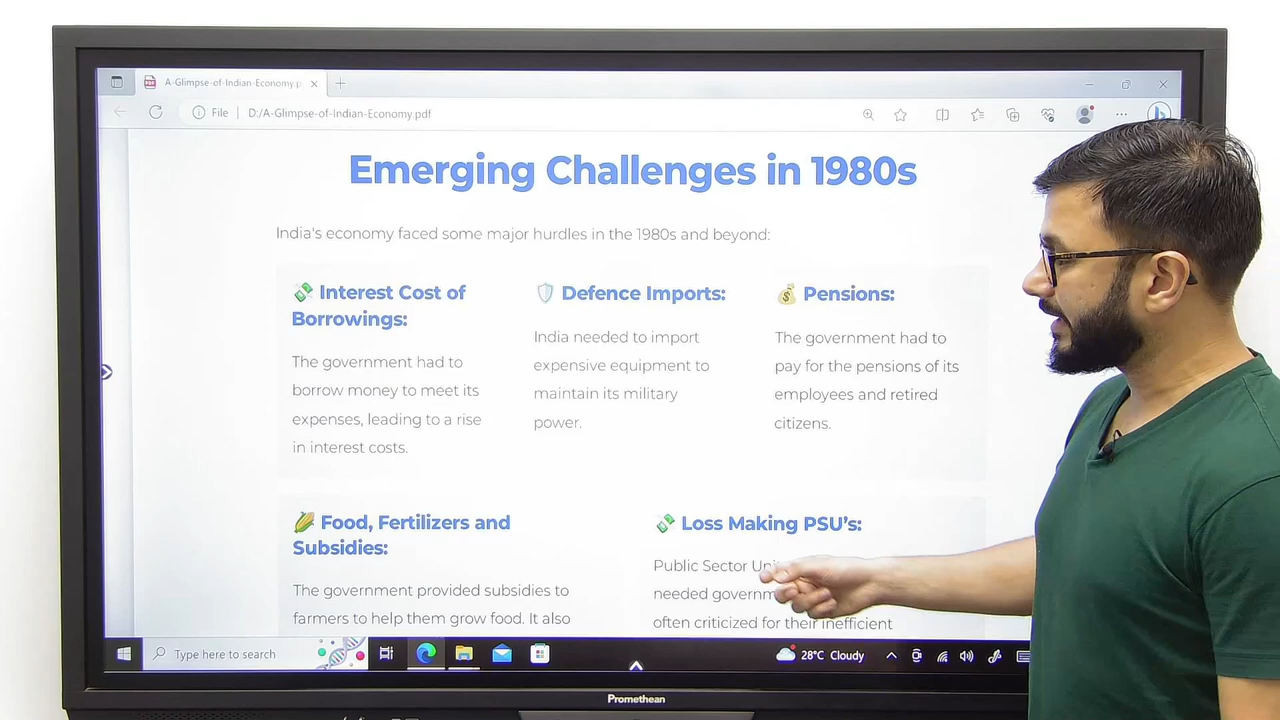 A-Glimpse-of-Indian-Economy.p
File
D:/A-Glimpse-of-Indian-Economy.pdf
Emerging Challenges in 1980s
India's economy faced some major hurdles in the 1980s and beyond:
Interest Cost of
Borrowings:
The government had to
borrow money to meet its
expenses, leading to a rise
in interest costs.
Defence Imports:
India needed to import
expensive equipment to
maintain its military
power.
Pensions:
The government had to
pay for the pensions of its
employees and retired
citizens.
Food, Fertilizers and
Subsidies:
The government provided subsidies to
farmers to help them grow food. It also
Loss Making PSU's:
Public Sector
needed
often criticized for their inefficient
Type here to search
28°C Cloudy
Promethean